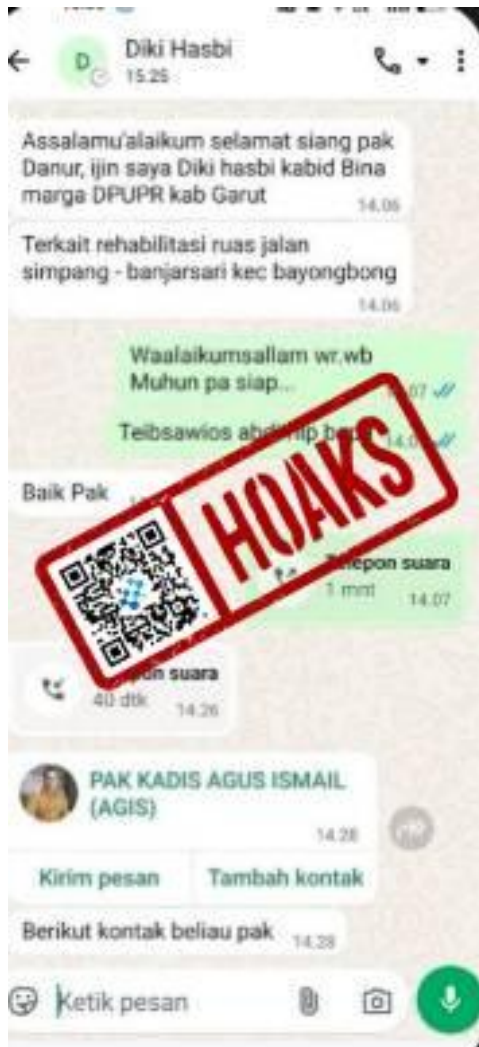 Diki Hasbi
15.25
Assalamu'alaikum selamat siang pak
Danur, ijin saya Diki hasbi kabid Bina
marga DPUPR kab Garut
14.06
Terkait rehabilitasi ruas jalan
simpang - banjarsari kec bayongbong
14.06
Waalaikumsallam wr.wb
Muhun pa siap...
Teibsawios
Baik Pak
HOAKS
suara
1 mnt
14.07
suara
40 dtk
14.26
PAK KADIS AGUS ISMAIL
(AGIS)
14.28
Kirim pesan
Tambah kontak
Berikut kontak beliau pak
14.28
Ketik pesan